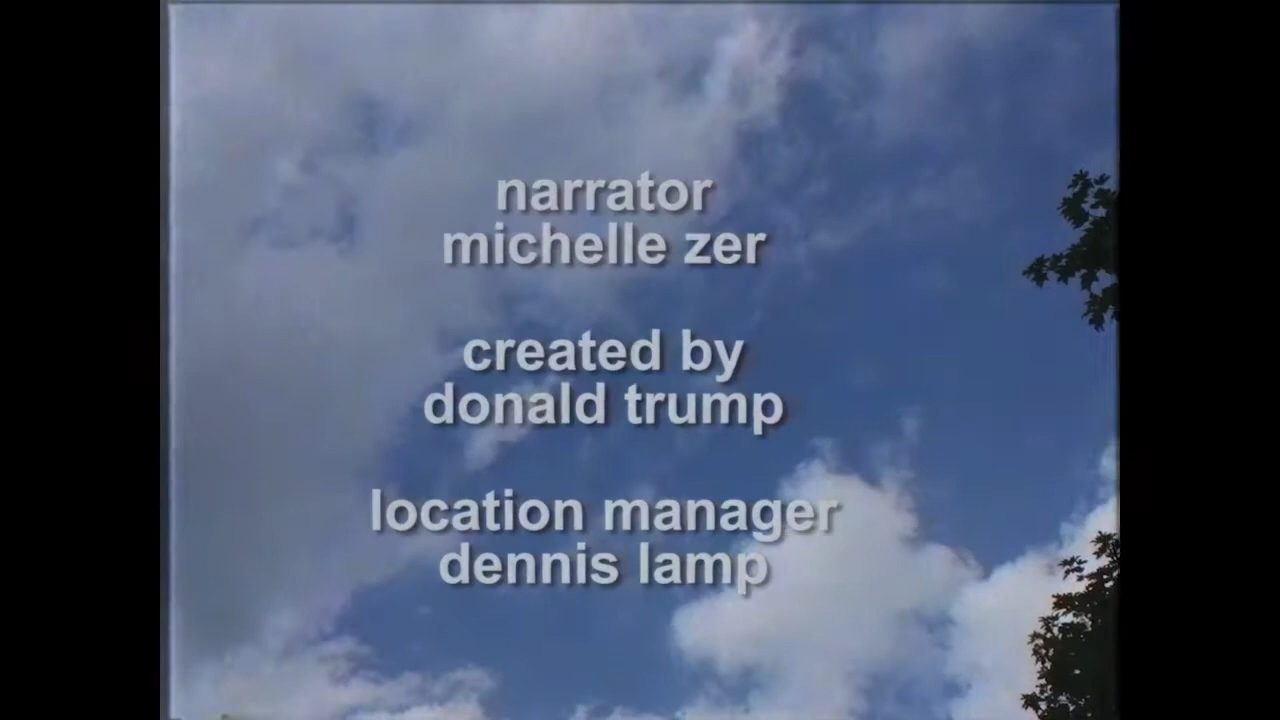 narrator
michelle zer
created by
donald trump
location manager
dennis lamp